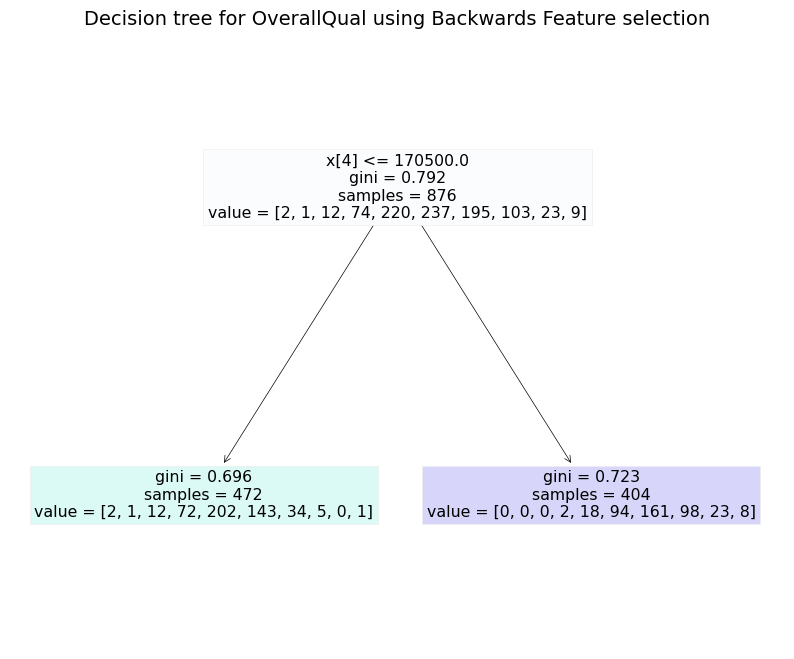 Decision tree for OverallQual using Backwards Feature selection
x[4] <= 170500.0
gini = 0.792
samples = 876
value = [2, 1, 12, 74, 220, 237, 195, 103, 23, 9]
gini = 0.696
samples = 472
value = [2, 1, 12, 72, 202, 143, 34, 5, 0, 1]
gini = 0.723
samples = 404
value = [0, 0, 0, 2, 18, 94, 161, 98, 23, 8]